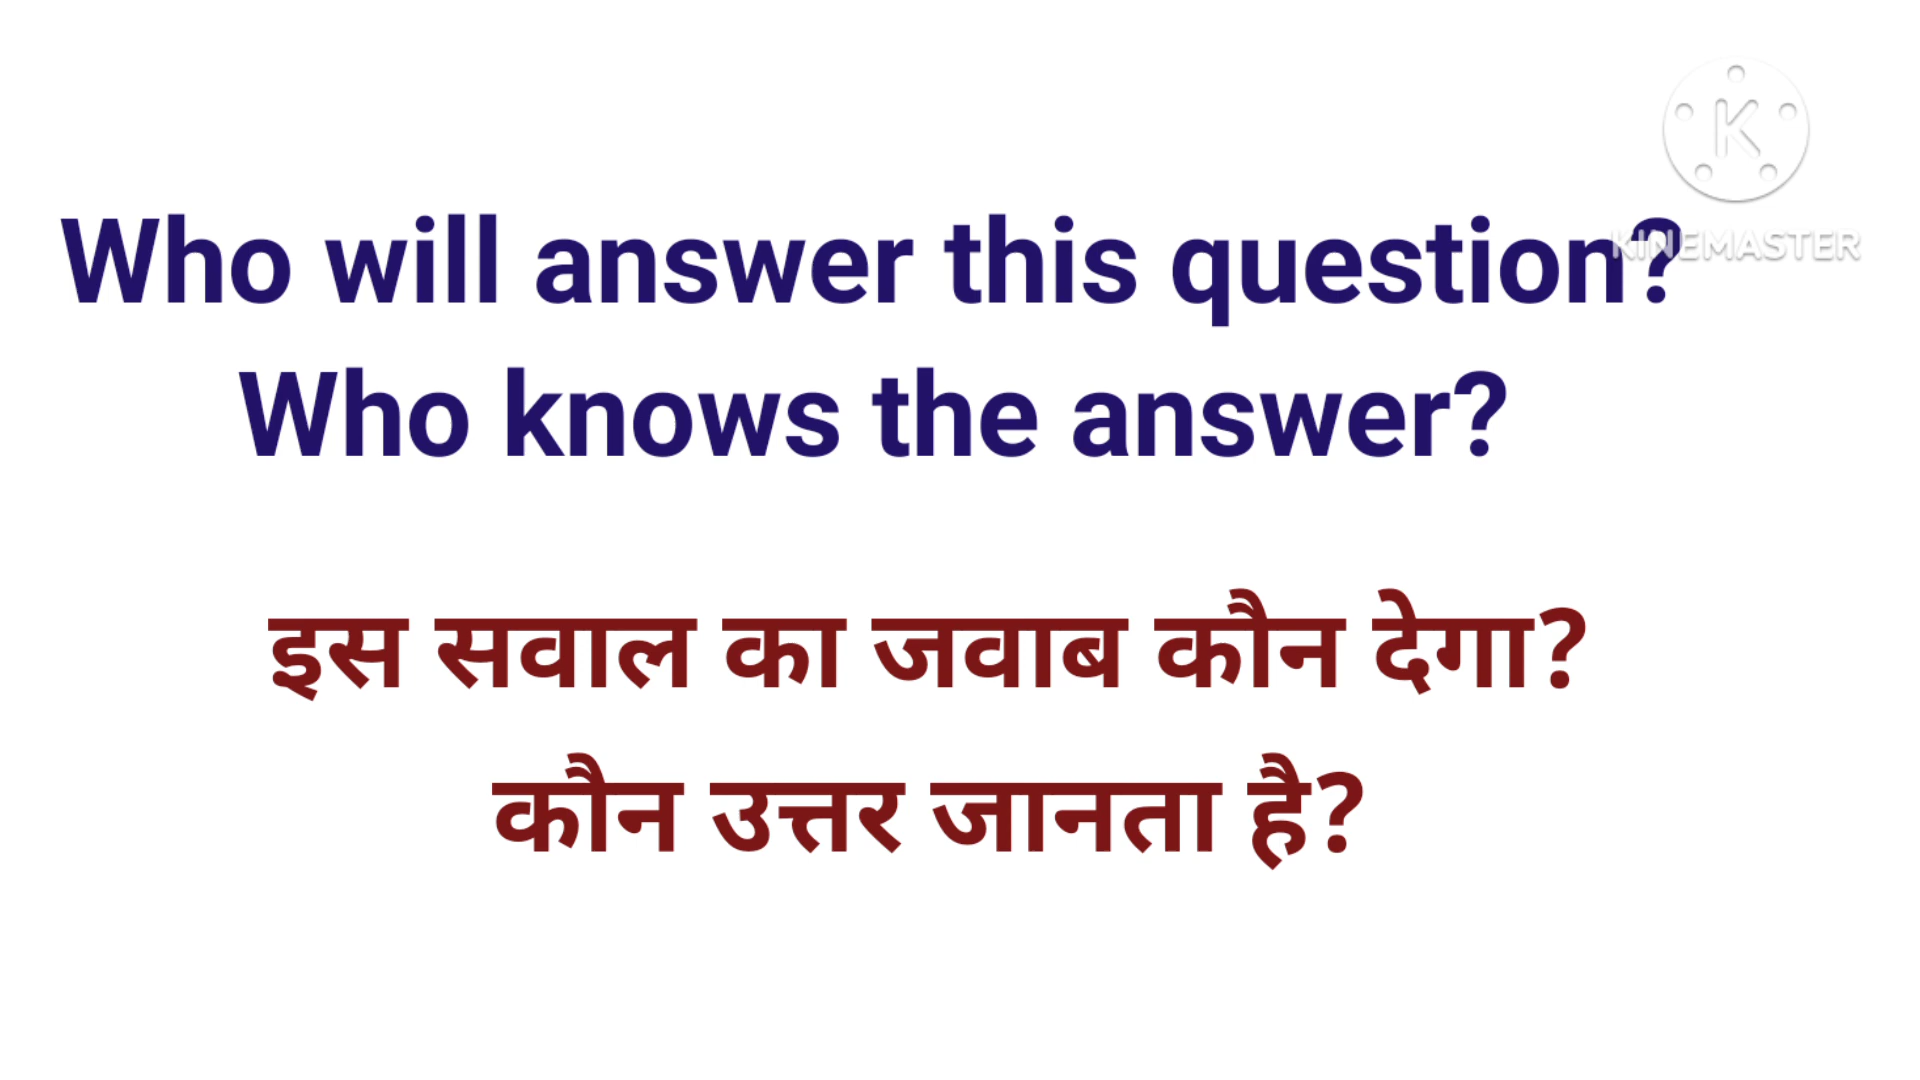 K
KINEMASTER
Who will answer this question?
Who knows the answer?
इस सवाल का जवाब कौन देगा?
कौन उत्तर जानता है?